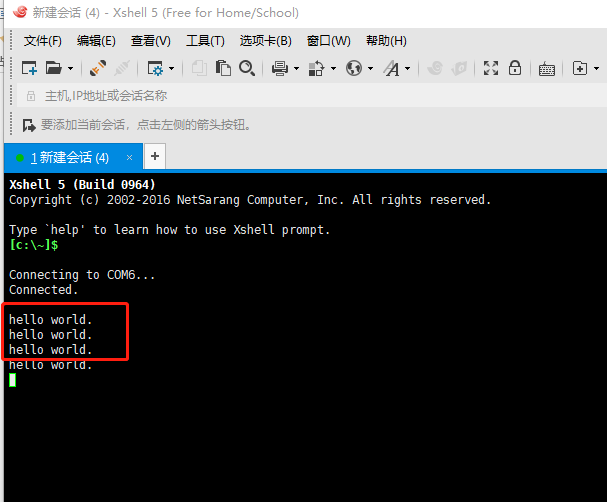 新建会话 (4) - Xshell 5 (Free for Home/School)
文件(F) 编辑(E) 查看(V) 工具(T) 选项卡(B) 窗口(W) 帮助(H)
主机,IP地址或会话名称
要添加当前会话，点击左侧的箭头按钮。
1 新建会话 (4) × +
Xshell 5 (Build 0964)
Copyright (c) 2002-2016 NetSarang Computer, Inc. All rights reserved.
Type `help' to learn how to use Xshell prompt.
[c:\~]$
Connecting to COM6...
Connected.
hello world.
hello world.
hello world.
hello world.